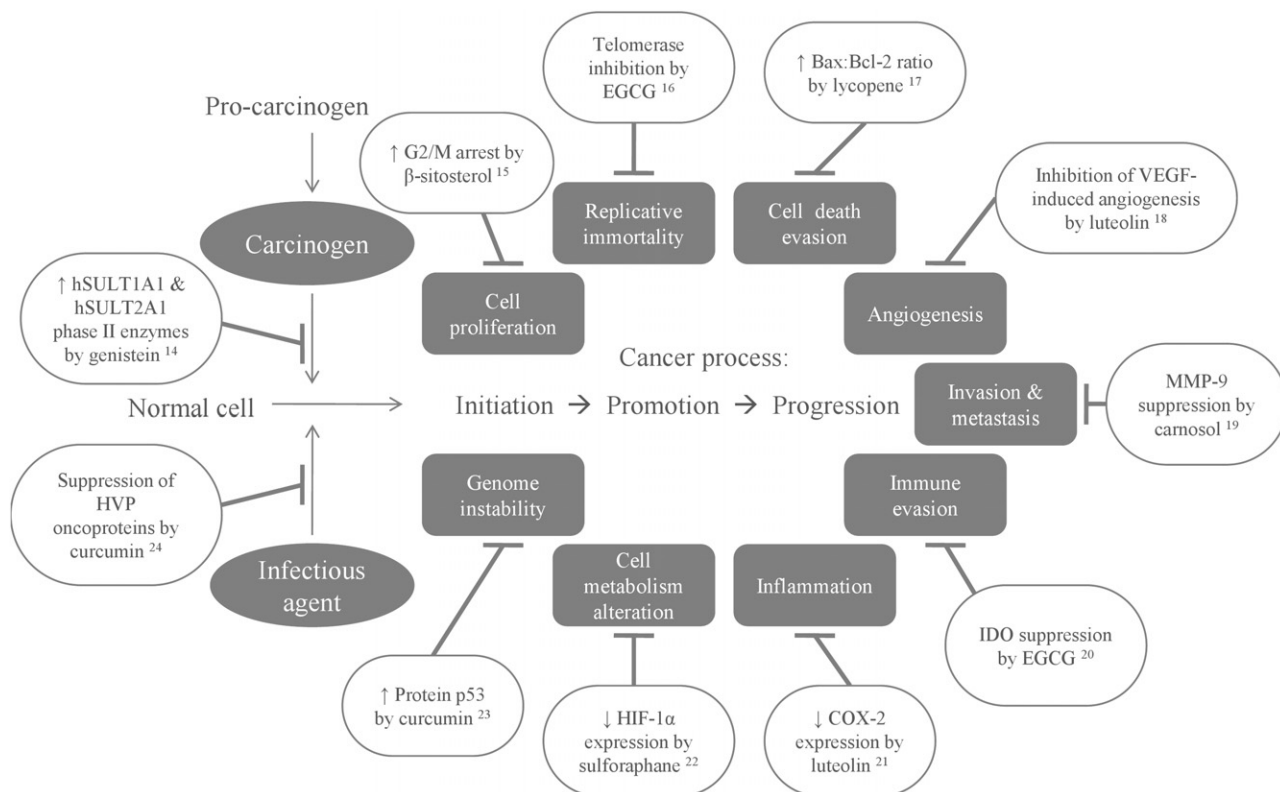 Telomerase
inhibition by
EGCG 16
↑ Bax:Bcl-2 ratio
by lycopene 17
Pro-carcinogen
↑ G2/M arrest by
β-sitosterol 15
Inhibition of VEGF-
induced angiogenesis
by luteolin 18
Replicative
immortality
Cell death
evasion
Carcinogen
↑ hSULT1A1 &
hSULT2A1
phase II enzymes
by genistein 14
Cell
proliferation
Angiogenesis
Cancer process:
Normal cell
Initiation → Promotion → Progression
Invasion &
metastasis
MMP-9
suppression by
carnosol 19
Suppression of
HVP
oncoproteins by
curcumin 24
Genome
instability
Immune
evasion
Infectious
agent
Cell
metabolism
alteration
Inflammation
IDO suppression
by EGCG 20
↑ Protein p53
by curcumin 23
↓ HIF-1α
expression by
sulforaphane 22
↓ COX-2
expression by
luteolin 21